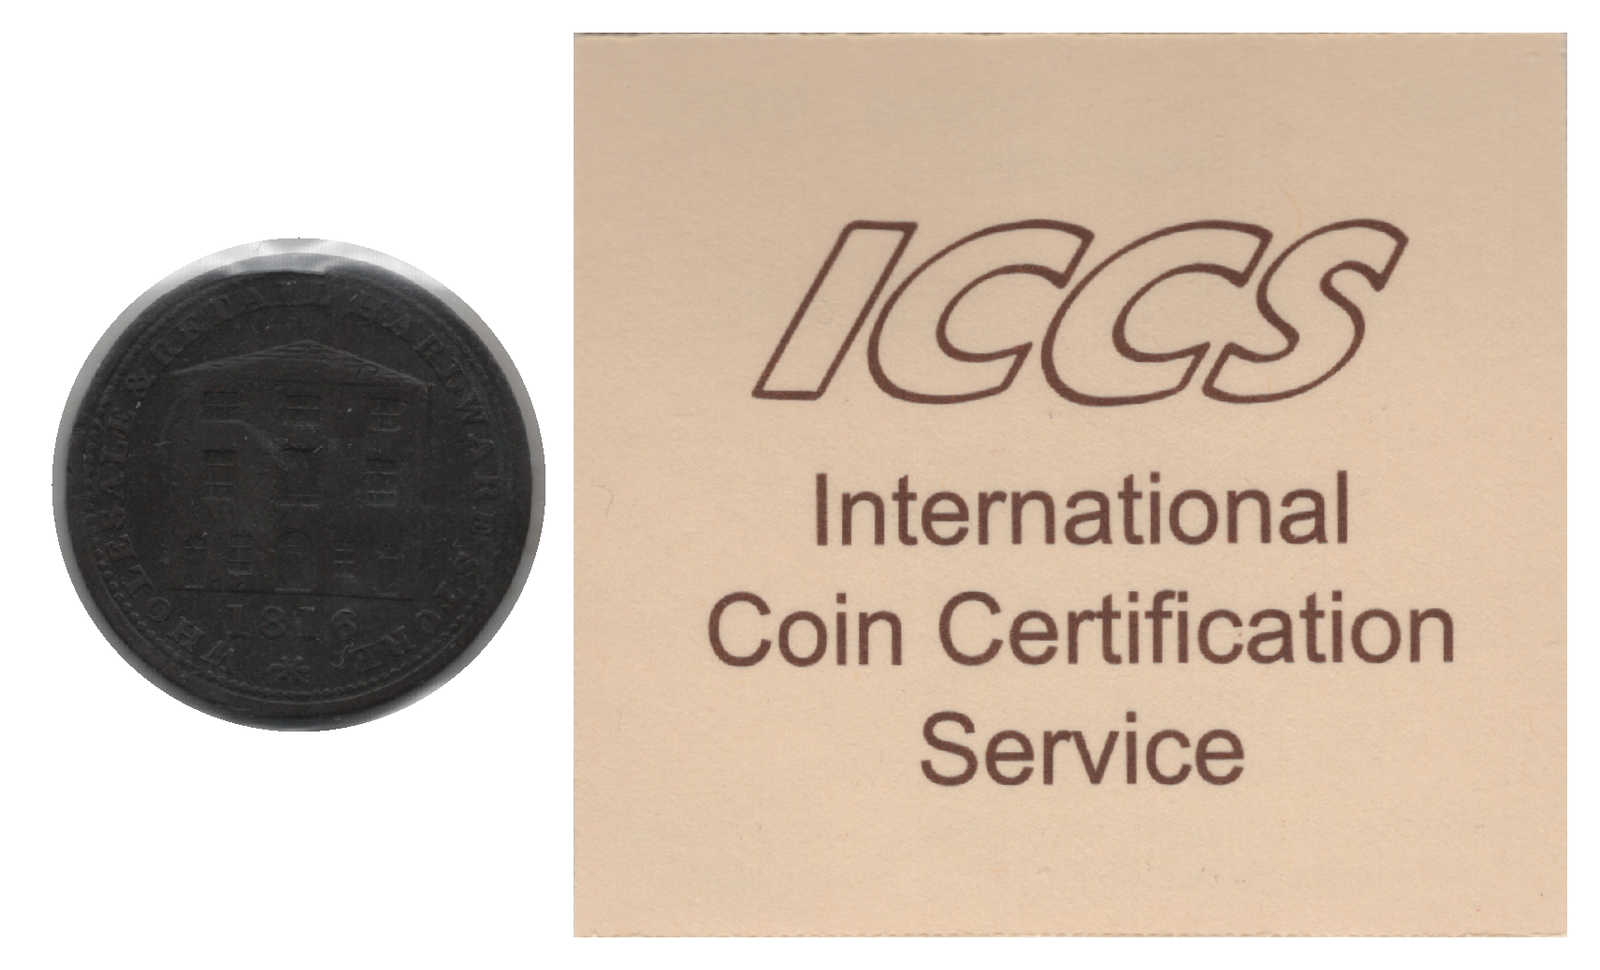 WHOLESALE & RETAIL HARDWARE STORE
1816
ICCS
International
Coin Certification
Service